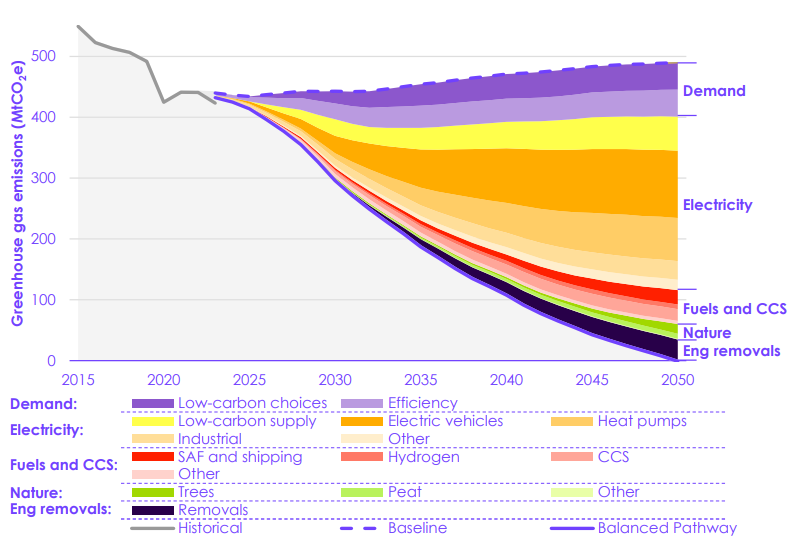 Greenhouse gas emissions (MtCO₂e)
500
400
300
200
100
0
2015 2020 2025 2030 2035 2040 2045 2050
Demand
Electricity
Fuels and CCS
Nature
Eng removals
Demand: Low-carbon choices Efficiency
Electricity: Low-carbon supply Electric vehicles Heat pumps
Industrial Other
Fuels and CCS: SAF and shipping Hydrogen CCS
Other
Nature: Trees Peat Other
Eng removals: Removals
Historical Baseline Balanced Pathway